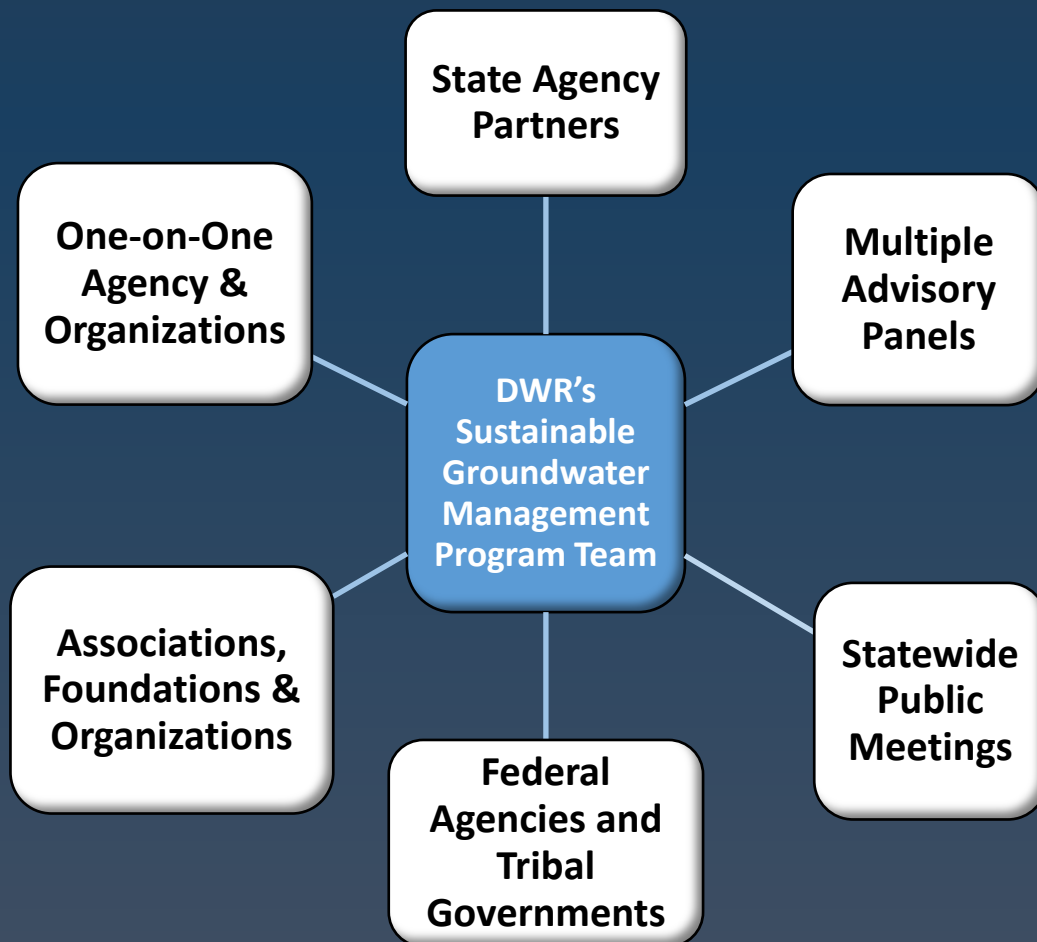 State Agency
Partners
One-on-One
Agency &
Organizations
Multiple
Advisory
Panels
DWR’s
Sustainable
Groundwater
Management
Program Team
Associations,
Foundations &
Organizations
Statewide
Public
Meetings
Federal
Agencies and
Tribal
Governments